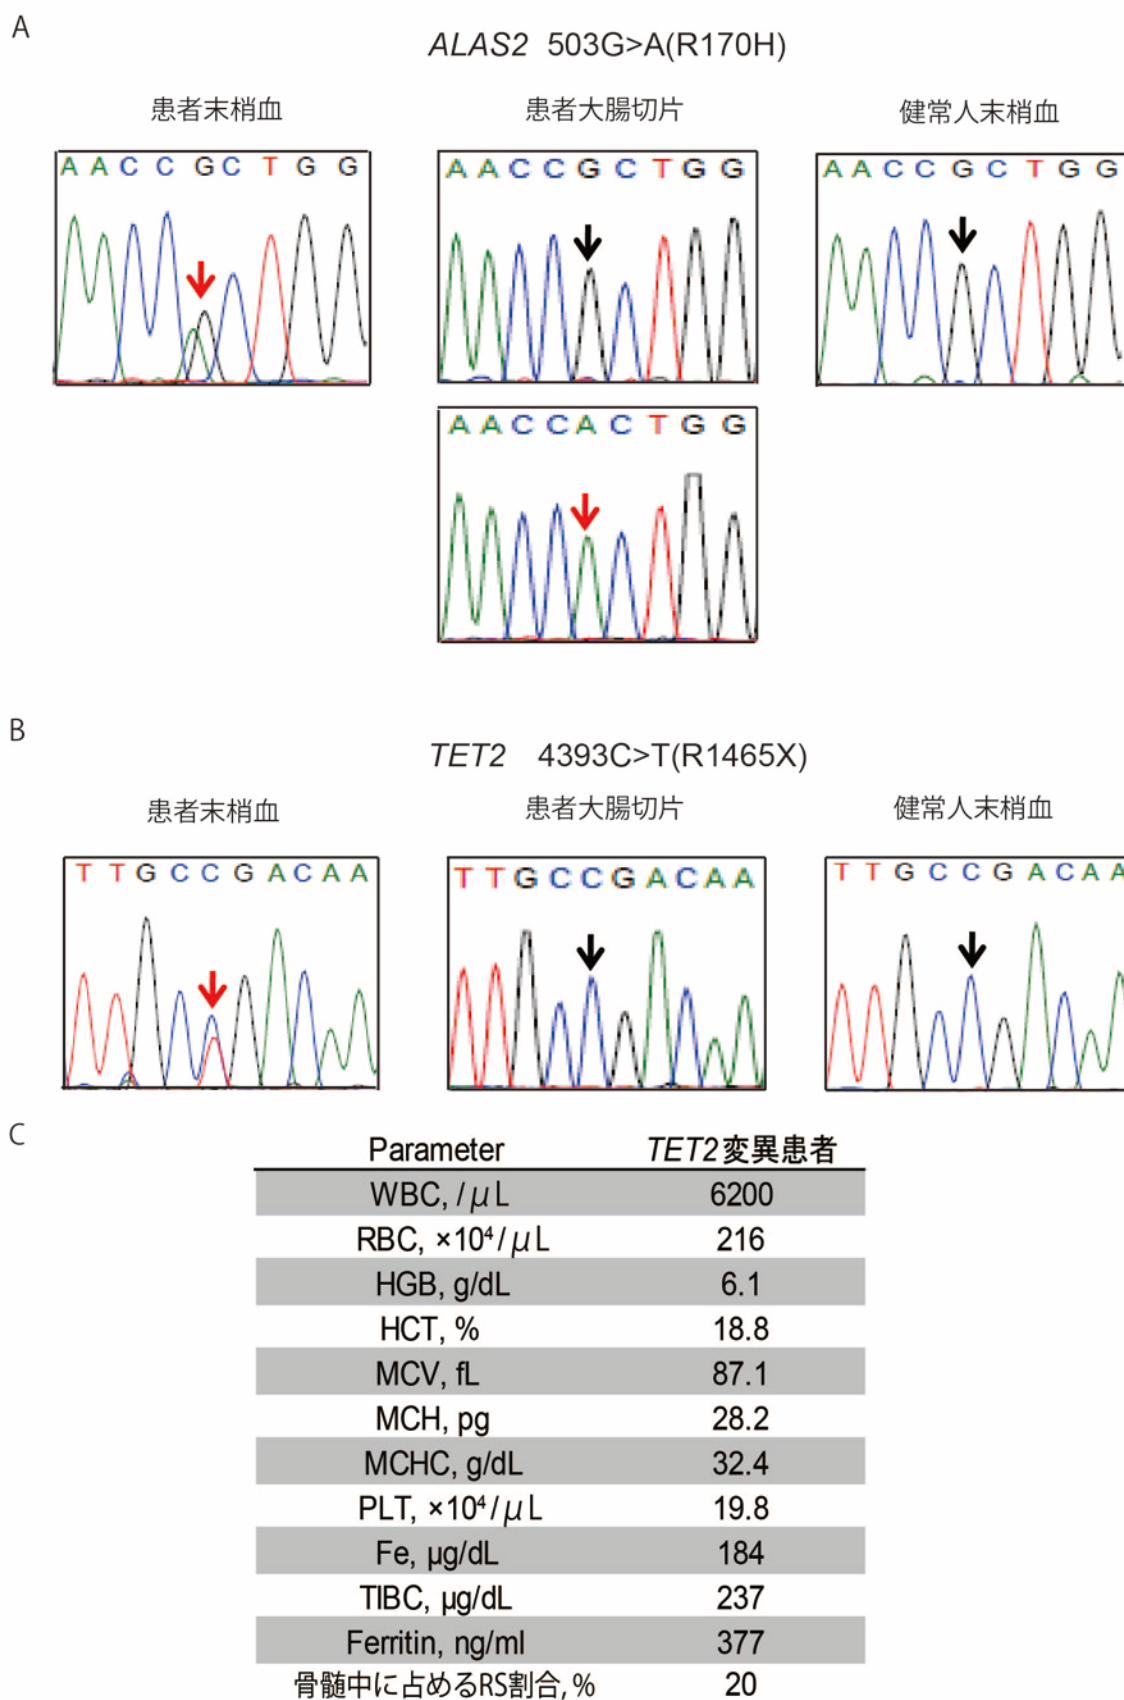 A
ALAS2 503G>A(R170H)
患者末梢血 患者大腸切片 健常人末梢血
A A C C G C T G G A A C C G C T G G A A C C G C T G G
A A C C A C T G G
B
TET2 4393C>T(R1465X)
患者末梢血 患者大腸切片 健常人末梢血
T T G C C G A C A A T T G C C G A C A A T T G C C G A C A A
C
Parameter TET2変異患者
WBC, /μL 6200
RBC, ×10⁴/μL 216
HGB, g/dL 6.1
HCT, % 18.8
MCV, fL 87.1
MCH, pg 28.2
MCHC, g/dL 32.4
PLT, ×10⁴/μL 19.8
Fe, μg/dL 184
TIBC, μg/dL 237
Ferritin, ng/ml 377
骨髄中に占めるRS割合, % 20